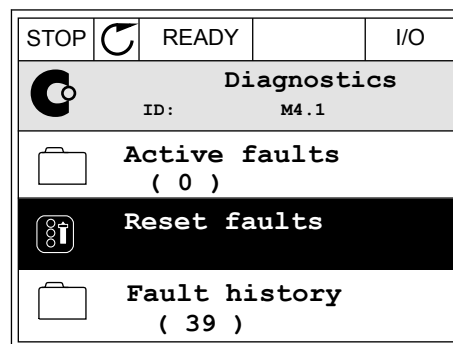 STOP READY I/O
Diagnostics
ID: M4.1
Active faults
( 0 )
Reset faults
Fault history
( 39 )